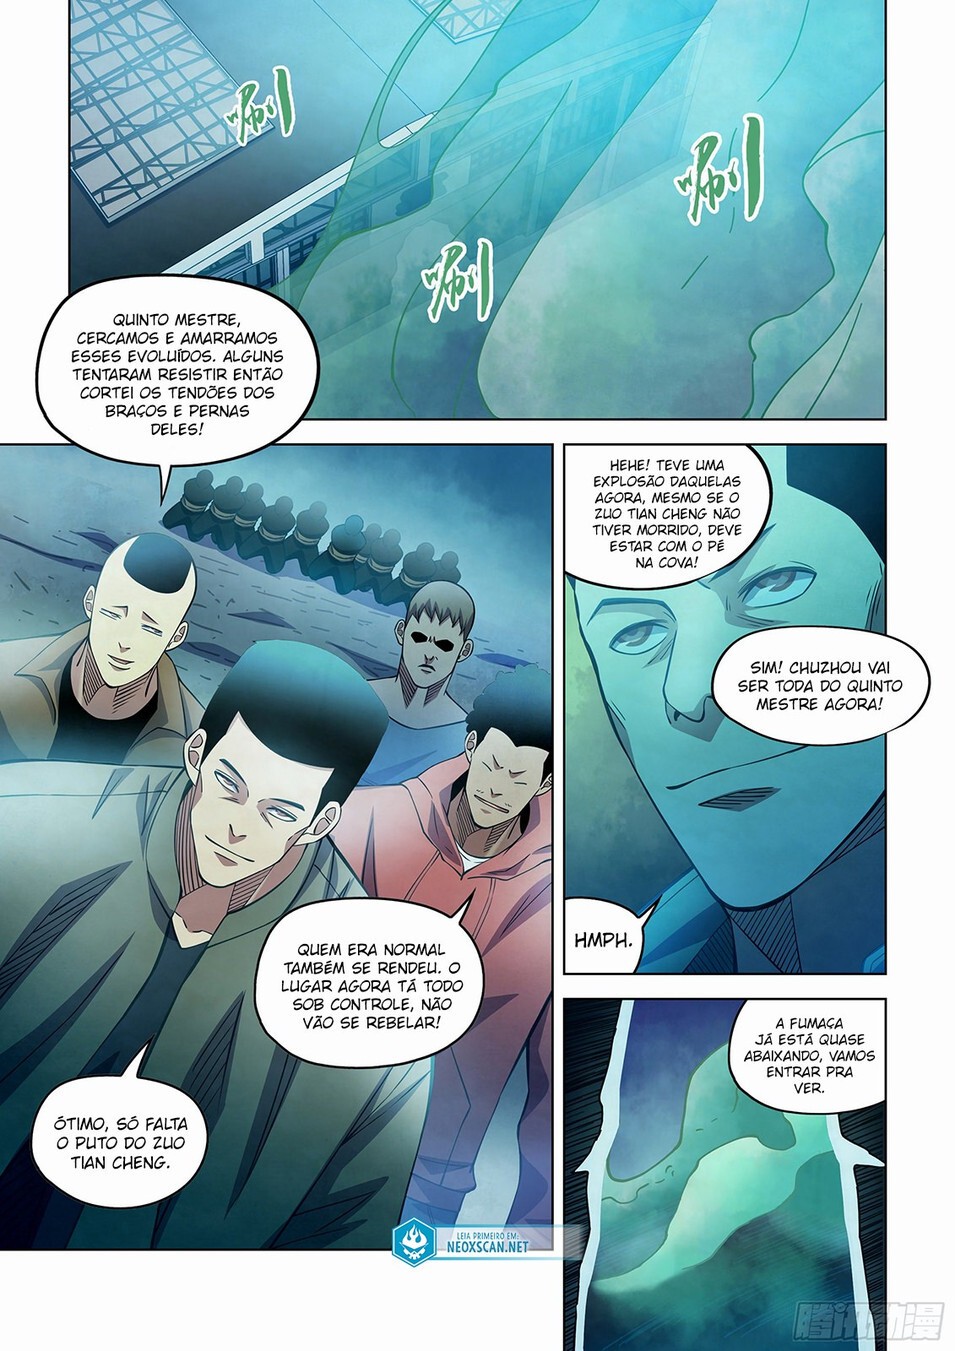 唰
唰
唰
QUINTO MESTRE,
CERCAMOS E AMARRAMOS
ESSES EVOLUÍDOS. ALGUNS
TENTARAM RESISTIR ENTÃO
CORTEI OS TENDÕES DOS
BRAÇOS E PERNAS
DELES!
QUEM ERA NORMAL
TAMBÉM SE RENDEU. O
LUGAR AGORA TÁ TODO
SOB CONTROLE, NÃO
VÃO SE REBELAR!
ÓTIMO, SÓ FALTA
O PUTO DO ZUO
TIAN CHENG.
HEHE! TEVE UMA
EXPLOSÃO DAQUELAS
AGORA, MESMO SE O
ZUO TIAN CHENG NÃO
TIVER MORRIDO, DEVE
ESTAR COM O PÉ
NA COVA!
SIM! CHUZHOU VAI
SER TODA DO QUINTO
MESTRE AGORA!
HMPH.
A FUMAÇA
JÁ ESTÁ QUASE
ABAIXANDO, VAMOS
ENTRAR PRA
VER.
LEIA PRIMEIRO EM:
NEOXSCAN.NET
腾讯动漫